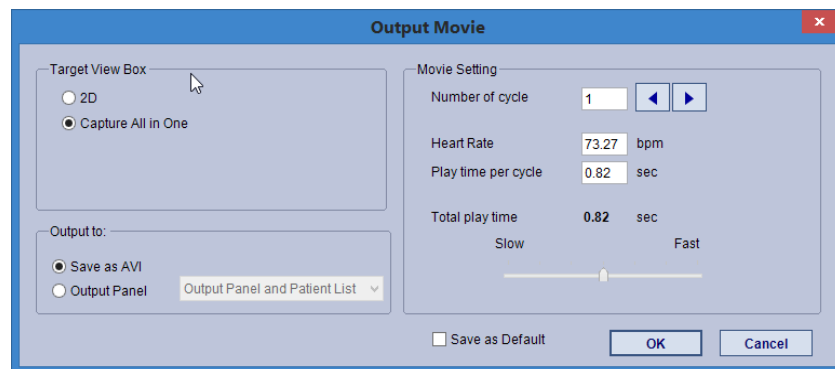 Output Movie
Target View Box
2D
Capture All in One
Output to:
Save as AVI
Output Panel
Output Panel and Patient List
Movie Setting
Number of cycle 1
Heart Rate 73.27 bpm
Play time per cycle 0.82 sec
Total play time 0.82 sec
Slow Fast
Save as Default
OK Cancel